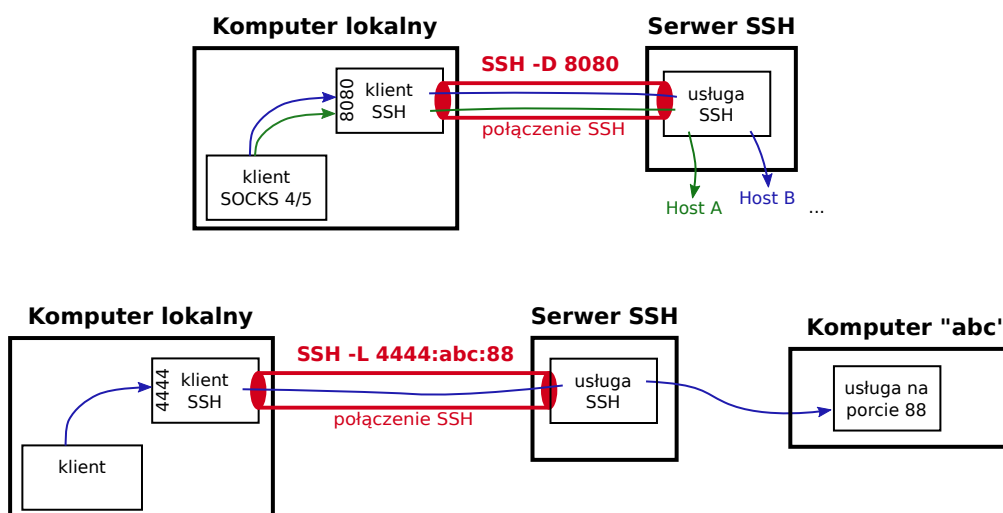 Komputer lokalny
Serwer SSH
SSH -D 8080
8080
klient
SSH
usługa
SSH
połączenie SSH
klient
SOCKS 4/5
Host A
Host B
...
Komputer lokalny
Serwer SSH
Komputer "abc"
SSH -L 4444:abc:88
4444
klient
SSH
usługa
SSH
usługa na
porcie 88
połączenie SSH
klient